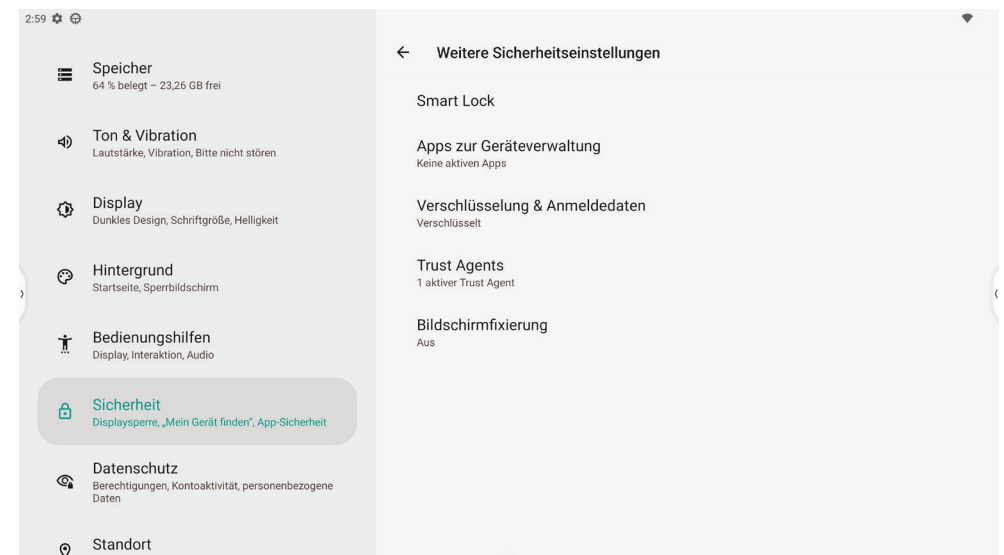 2:59
Speicher
64 % belegt – 23,26 GB frei
Ton & Vibration
Lautstärke, Vibration, Bitte nicht stören
Display
Dunkles Design, Schriftgröße, Helligkeit
Hintergrund
Startseite, Sperrbildschirm
Bedienungshilfen
Display, Interaktion, Audio
Sicherheit
Displaysperre, „Mein Gerät finden“, App-Sicherheit
Datenschutz
Berechtigungen, Kontoaktivität, personenbezogene
Daten
Standort
Weitere Sicherheitseinstellungen
Smart Lock
Apps zur Geräteverwaltung
Keine aktiven Apps
Verschlüsselung & Anmeldedaten
Verschlüsselt
Trust Agents
1 aktiver Trust Agent
Bildschirmfixierung
Aus